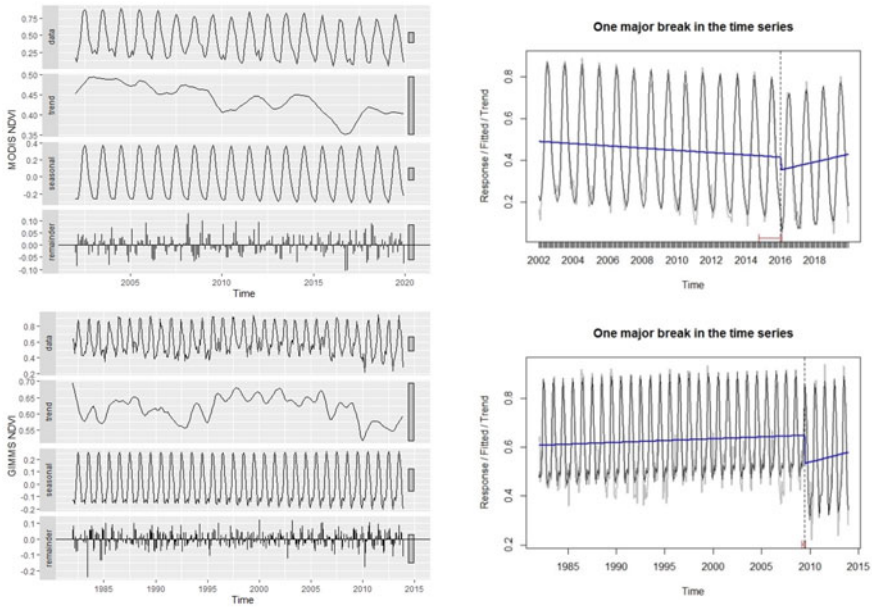 0.75
0.50
0.25
data
0.50
0.45
0.40
0.35
trend
MODIS NDVI
0.4
0.2
0.0
-0.2
seasonal
0.10
0.05
0.00
-0.05
-0.10
remainder
2005 2010 2015 2020
Time
One major break in the time series
0.8
0.6
0.4
0.2
Response / Fitted / Trend
2002 2004 2006 2008 2010 2012 2014 2016 2018
Time
0.8
0.6
0.4
0.2
data
0.70
0.65
0.60
0.55
trend
GIMMS NDVI
0.2
0.1
0.0
-0.1
-0.2
seasonal
0.1
0.0
-0.1
-0.2
remainder
1985 1990 1995 2000 2005 2010 2015
Time
One major break in the time series
0.8
0.6
0.4
0.2
Response / Fitted / Trend
1985 1990 1995 2000 2005 2010 2015
Time